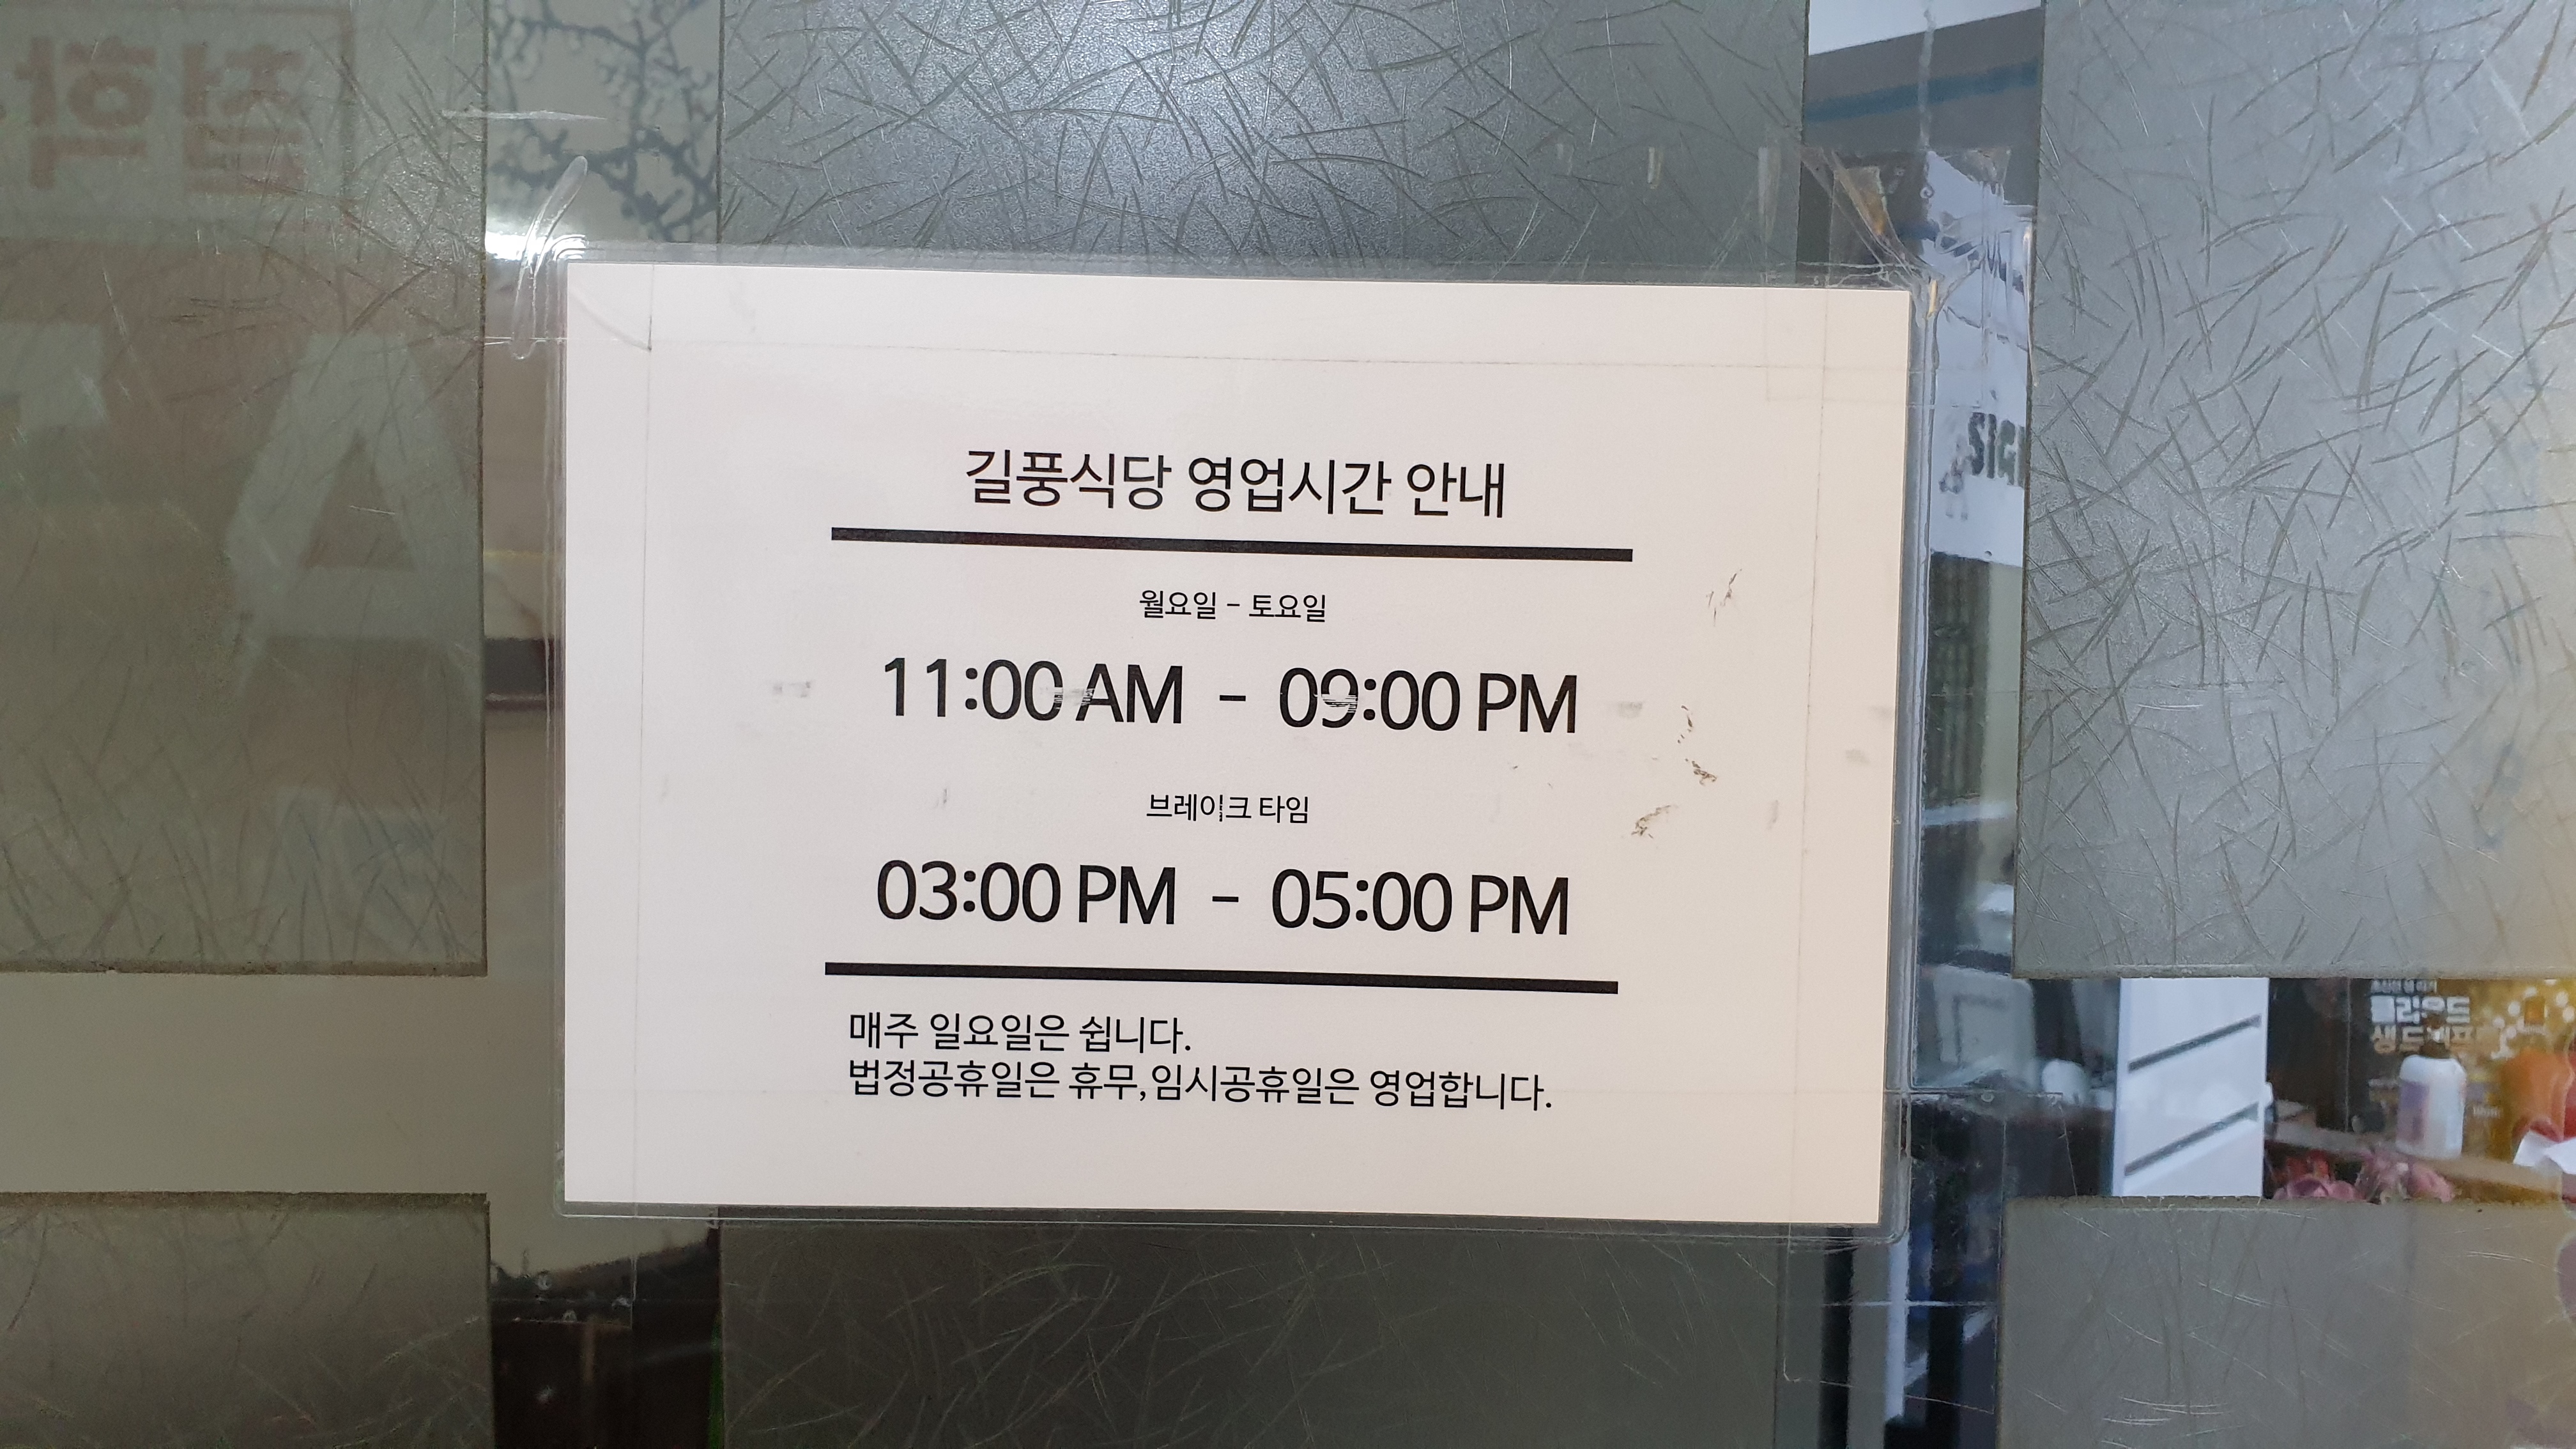 길풍식당 영업시간 안내
월요일 - 토요일
11:00 AM - 09:00 PM
브레이크 타임
03:00 PM - 05:00 PM
매주 일요일은 쉽니다.
법정공휴일은 휴무,임시공휴일은 영업합니다.